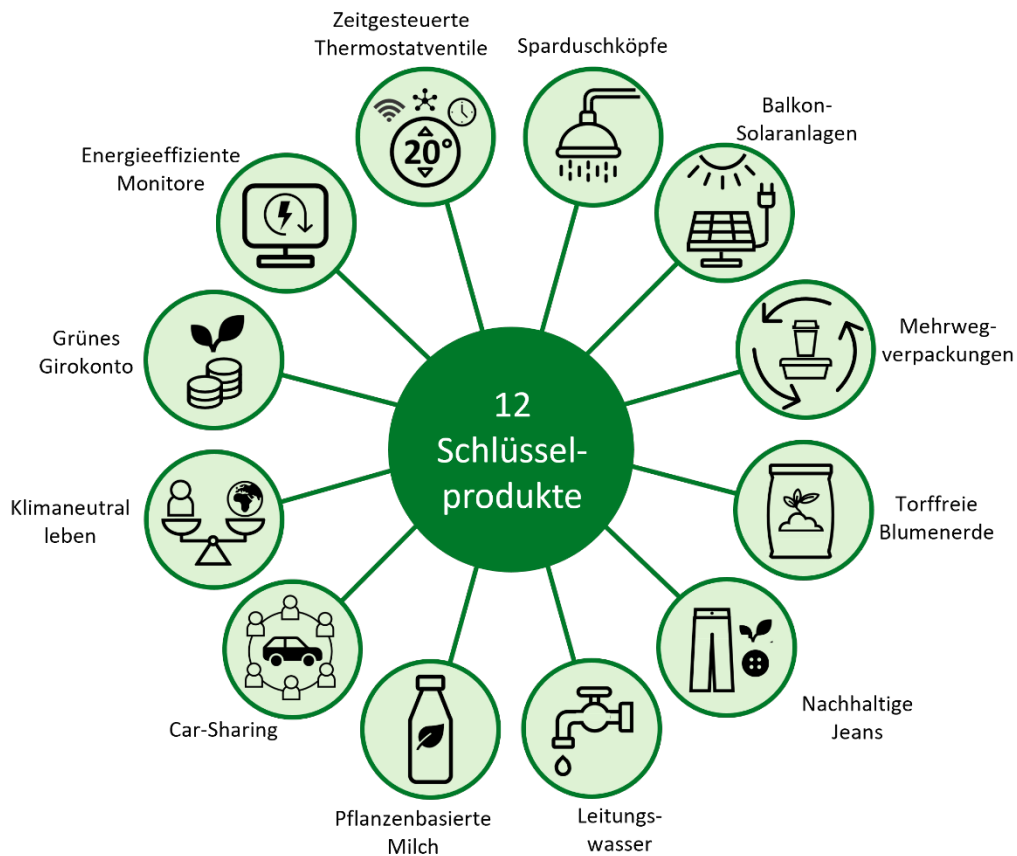 12
Schlüssel-
produkte
Zeitgesteuerte
Thermostatventile
20°
Sparduschköpfe
Balkon-
Solaranlagen
Mehrweg-
verpackungen
Torffreie
Blumenerde
Nachhaltige
Jeans
Leitungs-
wasser
Pflanzenbasierte
Milch
Car-Sharing
Klimaneutral
leben
Grünes
Girokonto
Energieeffiziente
Monitore